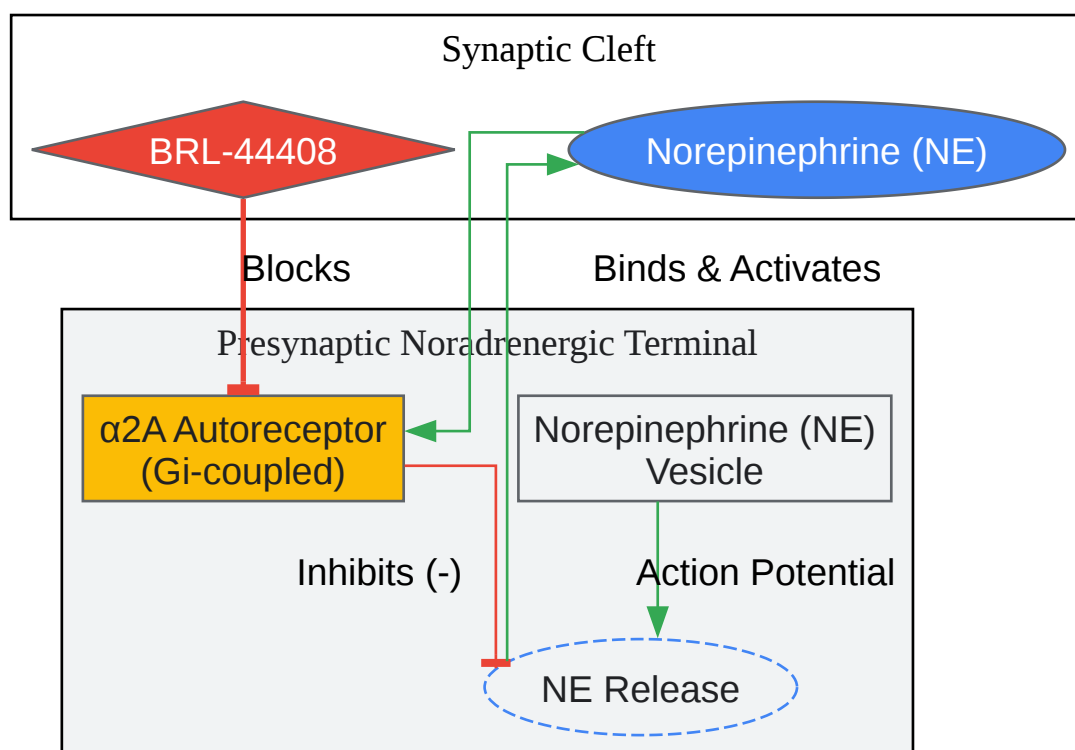 Synaptic Cleft
BRL-44408
Norepinephrine (NE)
Blocks
Binds & Activates
Presynaptic Noradrenergic Terminal
α2A Autoreceptor
(Gi-coupled)
Norepinephrine (NE)
Vesicle
Inhibits (-)
Action Potential
NE Release